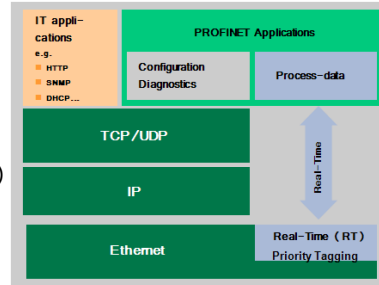 IT appli-
cations
e.g.
HTTP
SNMP
DHCP...
PROFINET Applications
Configuration
Diagnostics
Process-data
TCP/UDP
IP
Real-Time
Ethernet
Real-Time (RT)
Priority Tagging
)